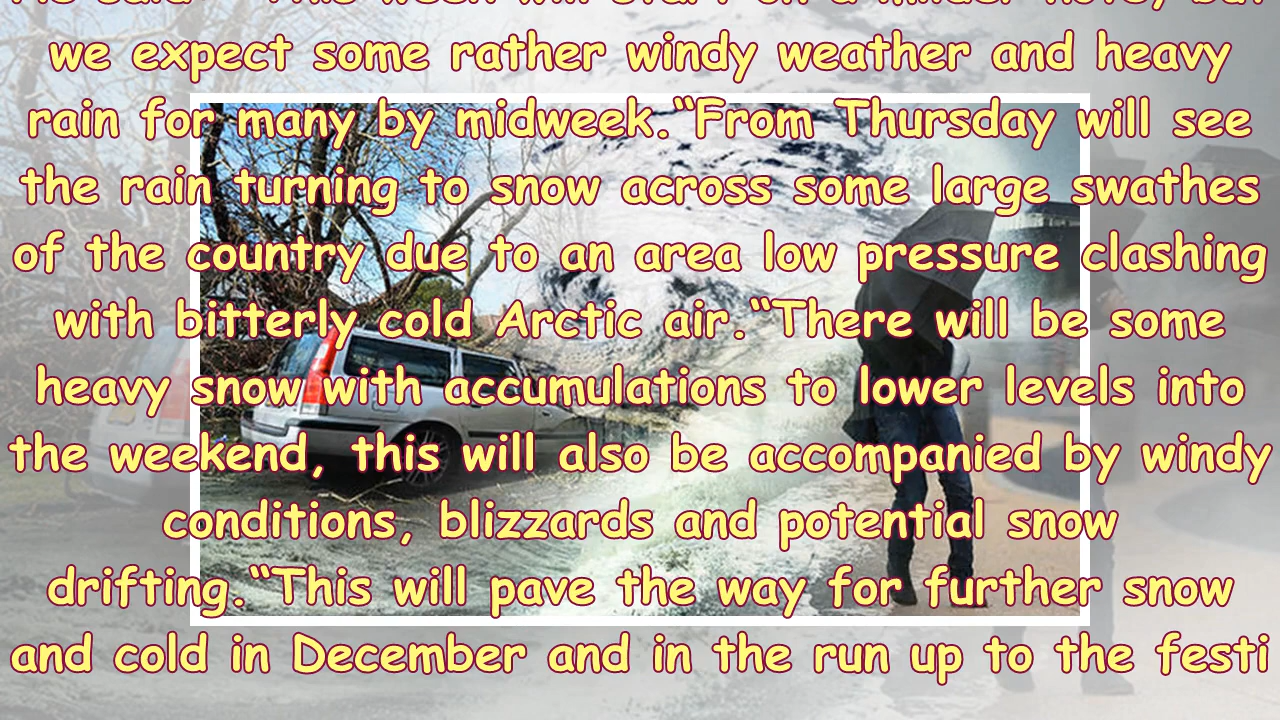 we expect some rather windy weather and heavy
rain for many by midweek.“From Thursday will see
the rain turning to snow across some large swathes
of the country due to an area low pressure clashing
with bitterly cold Arctic air.“There will be some
heavy snow with accumulations to lower levels into
the weekend, this will also be accompanied by windy
conditions, blizzards and potential snow
drifting.“This will pave the way for further snow
and cold in December and in the run up to the festi